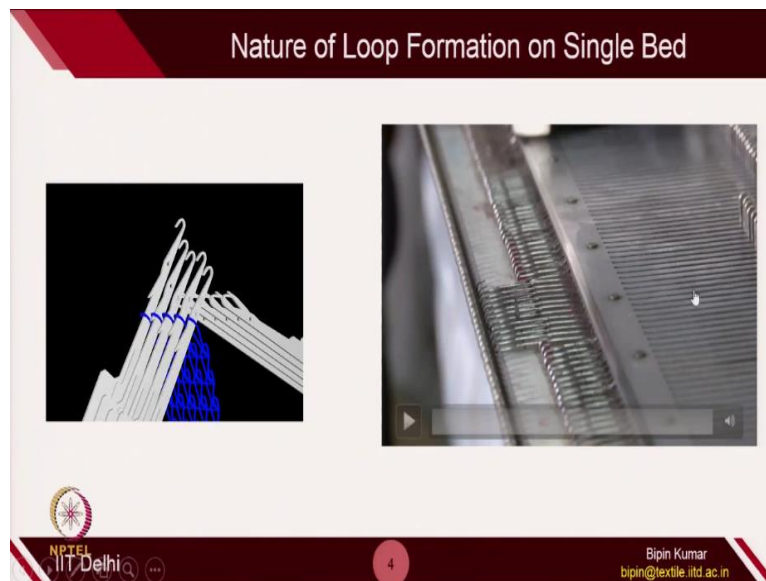 Nature of Loop Formation on Single Bed
NPTEL
IIT Delhi
4
Bipin Kumar
bipin@textile.iitd.ac.in